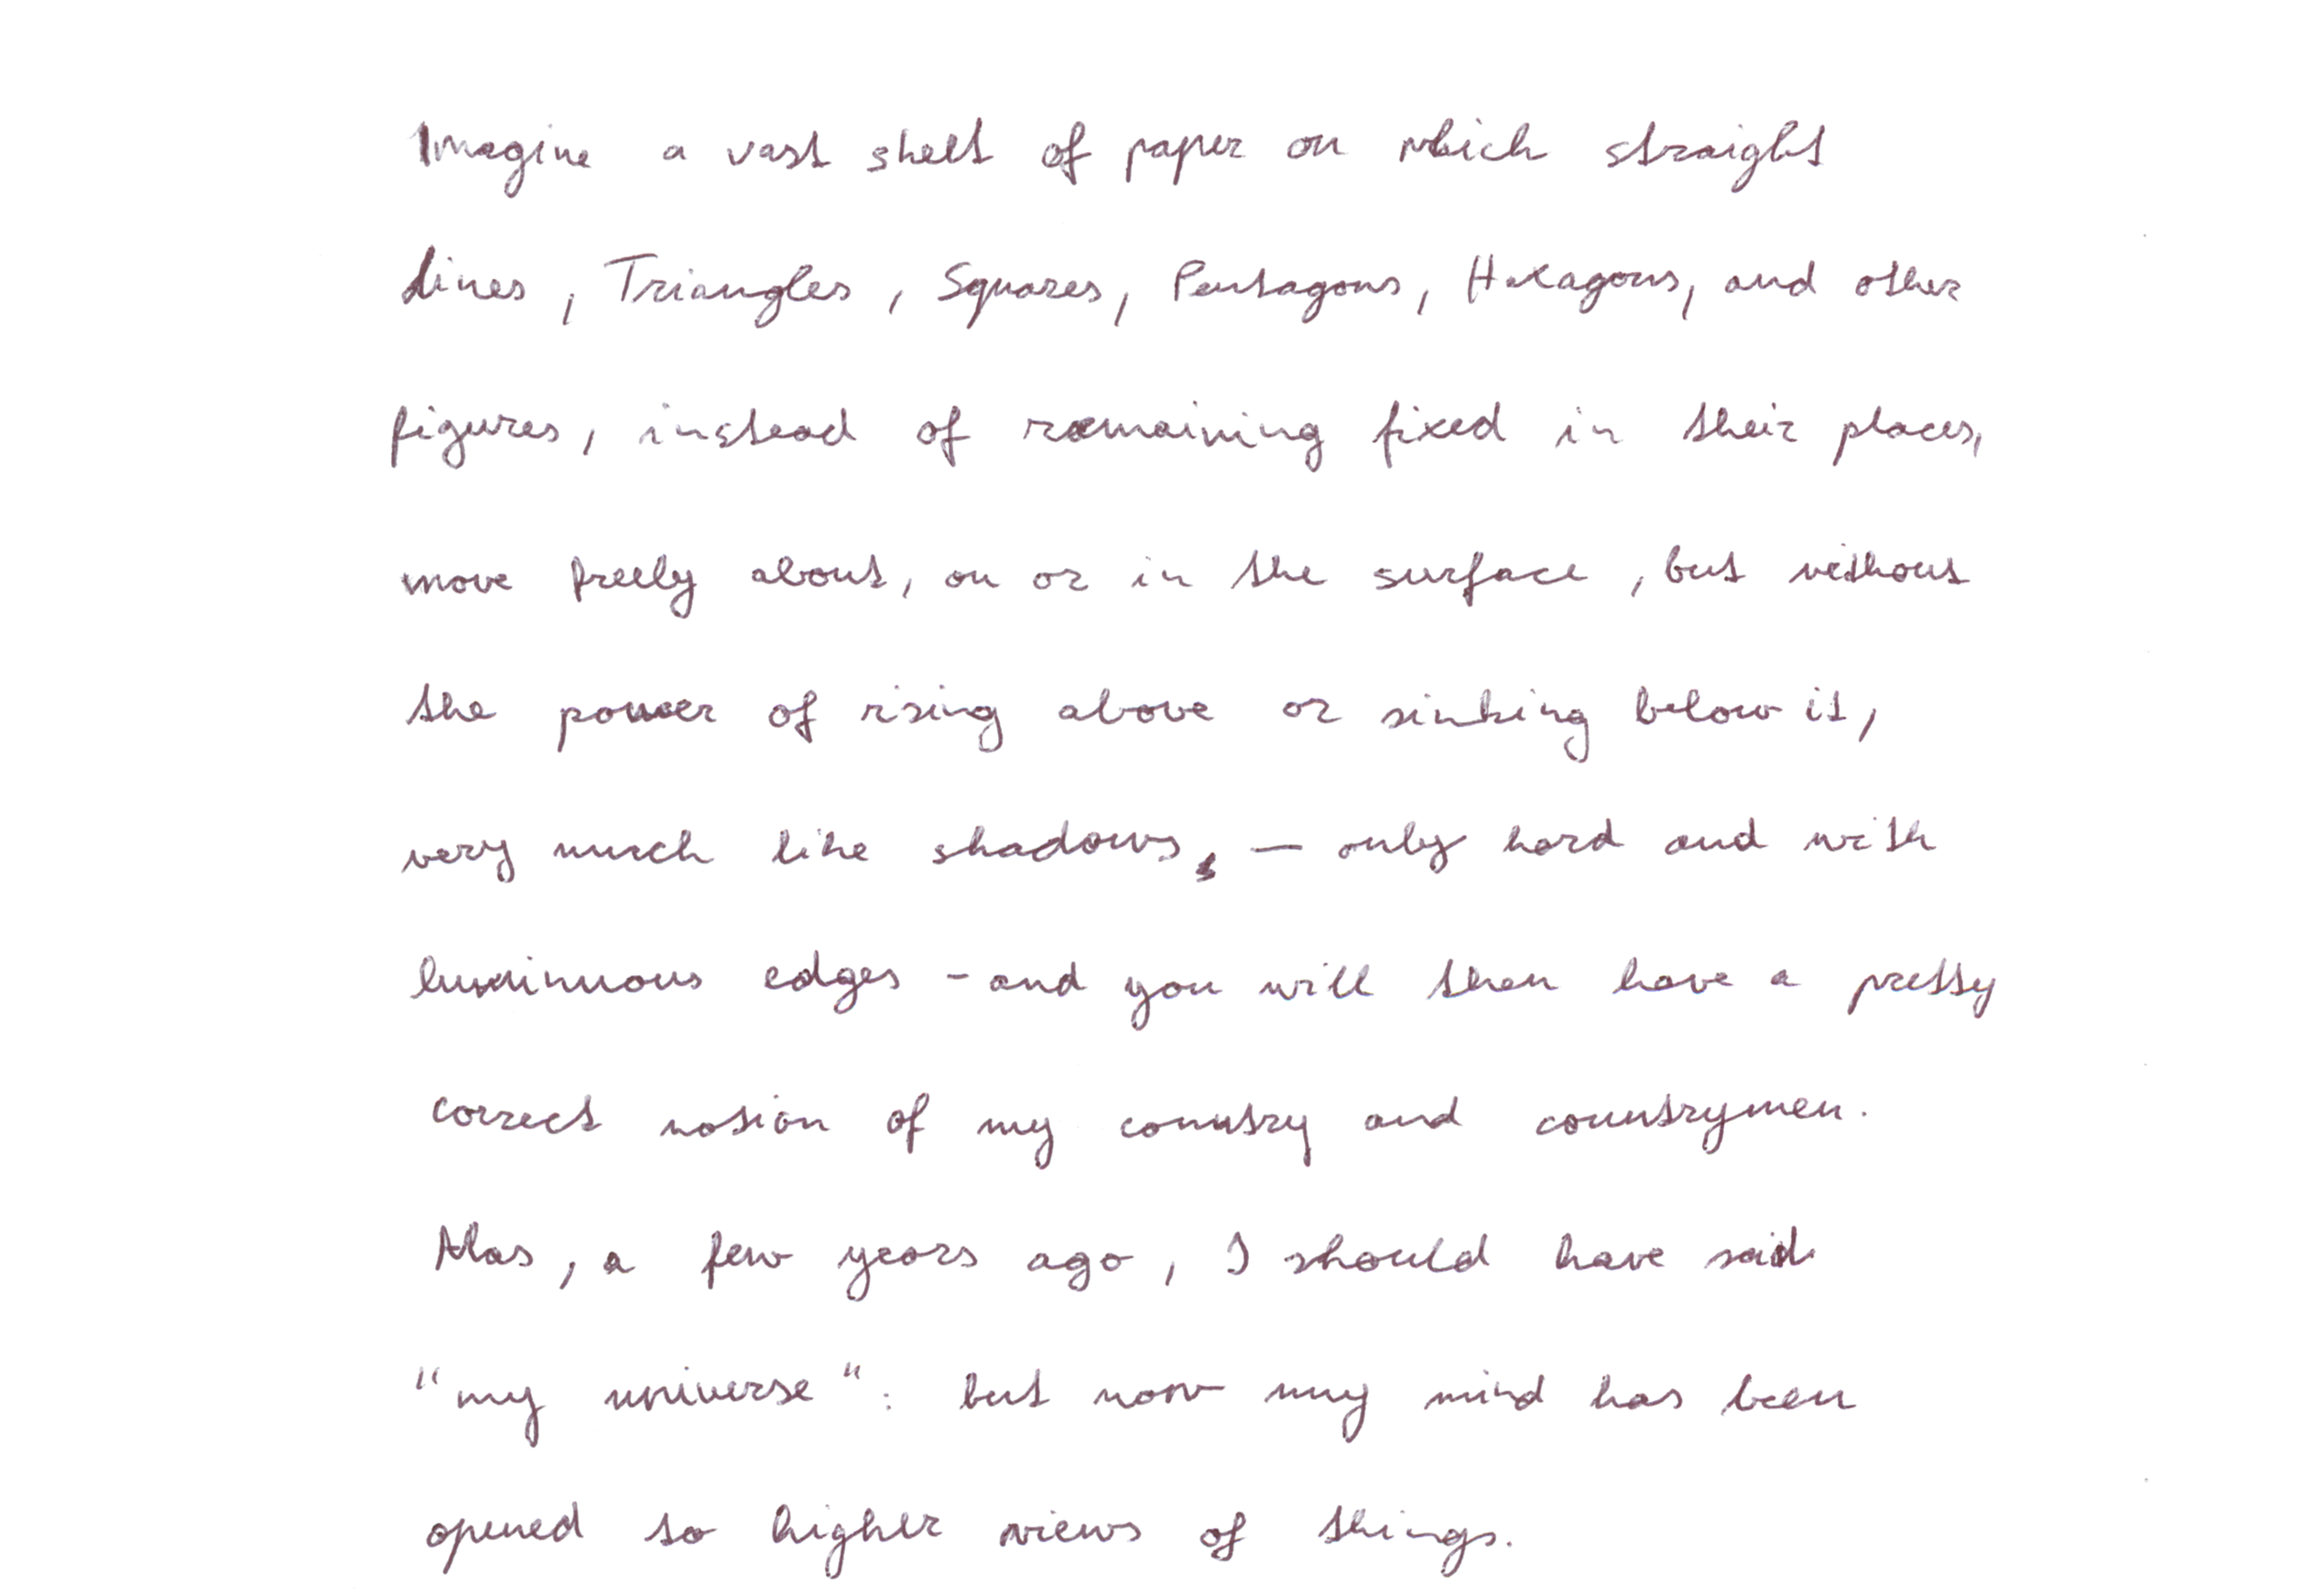 Imagine a vast sheet of paper on which straight
Lines, Triangles, Squares, Pentagons, Hexagons, and other
figures, instead of remaining fixed in their places,
move freely about, on or in the surface, but without
the power of rising above or sinking below it,
very much like shadows, — only hard and with
luminuous edges - and you will then have a pretty
correct notion of my country and countrymen.
Alas, a few years ago, I should have said
"my universe": but now my mind has been
opened to higher views of things.